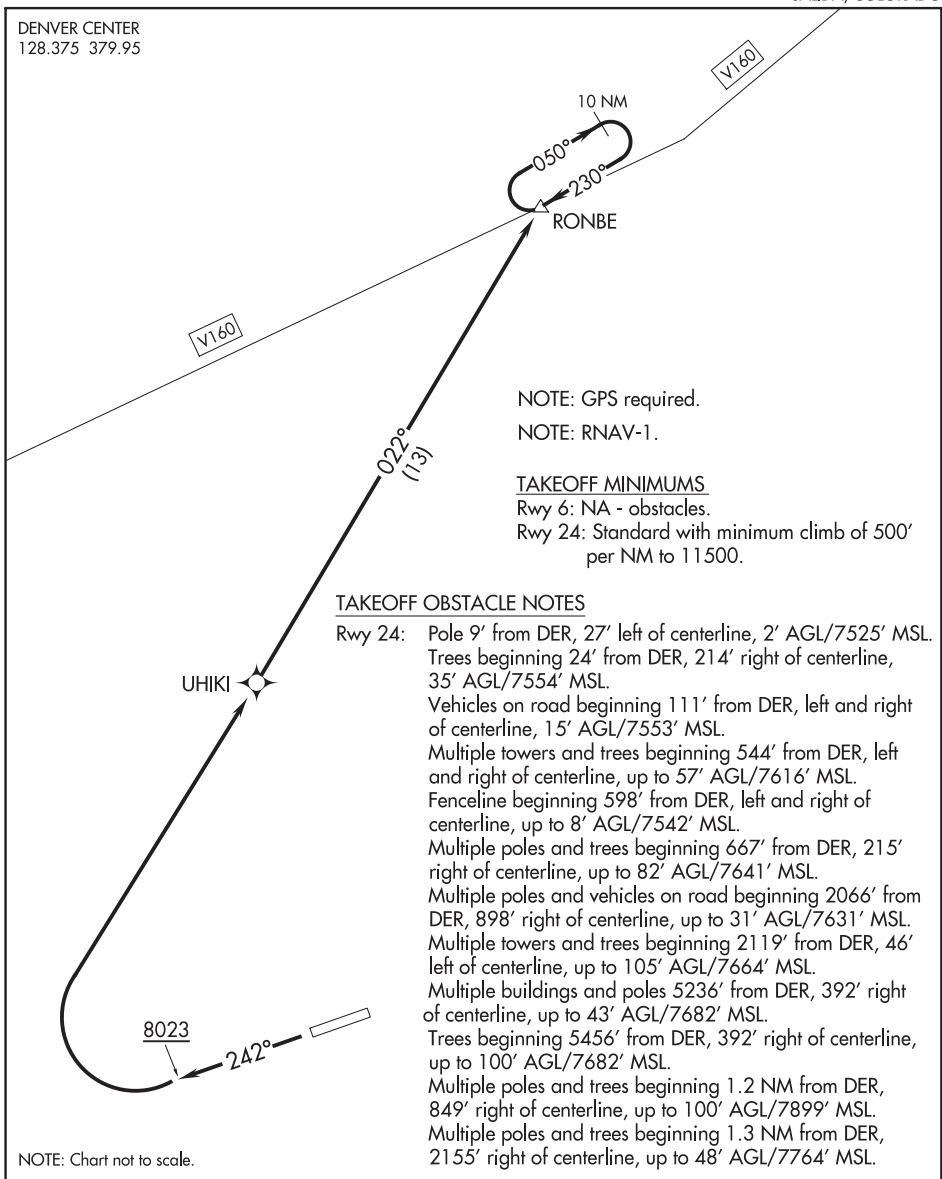 DENVER CENTER
128.375 379.95
V160
10 NM
050°
230°
RONBE
V160
NOTE: GPS required.
NOTE: RNAV-1.
022°
(13)
TAKEOFF MINIMUMS
Rwy 6: NA - obstacles.
Rwy 24: Standard with minimum climb of 500'
per NM to 11500.
TAKEOFF OBSTACLE NOTES
Rwy 24: Pole 9' from DER, 27' left of centerline, 2' AGL/7525' MSL.
Trees beginning 24' from DER, 214' right of centerline,
35' AGL/7554' MSL.
Vehicles on road beginning 111' from DER, left and right
of centerline, 15' AGL/7553' MSL.
Multiple towers and trees beginning 544' from DER, left
and right of centerline, up to 57' AGL/7616' MSL.
Fenceline beginning 598' from DER, left and right of
centerline, up to 8' AGL/7542' MSL.
Multiple poles and trees beginning 667' from DER, 215'
right of centerline, up to 82' AGL/7641' MSL.
Multiple poles and vehicles on road beginning 2066' from
DER, 898' right of centerline, up to 31' AGL/7631' MSL.
Multiple towers and trees beginning 2119' from DER, 46'
left of centerline, up to 105' AGL/7664' MSL.
Multiple buildings and poles 5236' from DER, 392' right
of centerline, up to 43' AGL/7682' MSL.
Trees beginning 5456' from DER, 392' right of centerline,
up to 100' AGL/7682' MSL.
Multiple poles and trees beginning 1.2 NM from DER,
849' right of centerline, up to 100' AGL/7899' MSL.
Multiple poles and trees beginning 1.3 NM from DER,
2155' right of centerline, up to 48' AGL/7764' MSL.
UHIKI
8023
242°
NOTE: Chart not to scale.